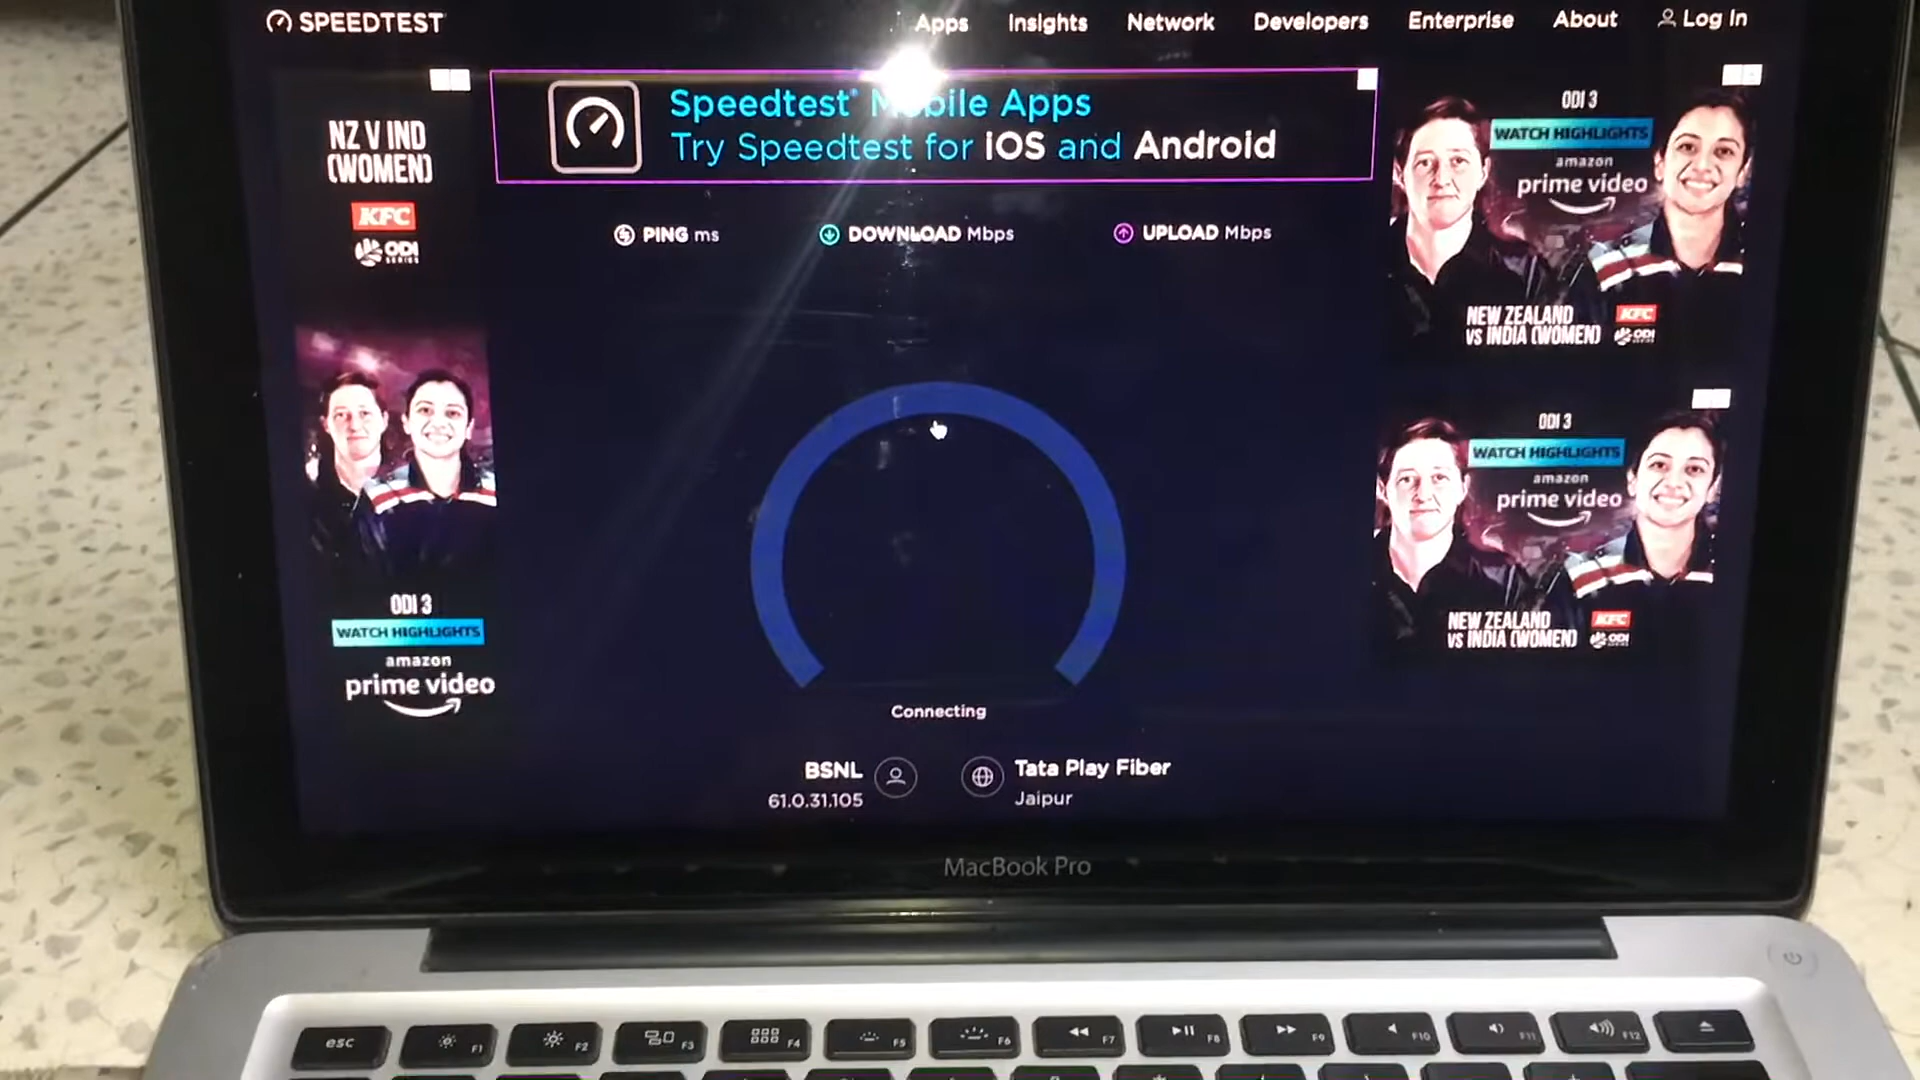 SPEEDTEST
Apps
Insights
Network
Developers
Enterprise
About
Log In
NZ V IND
(WOMEN)
KFC
ODI
SERIES
ODI 3
WATCH HIGHLIGHTS
amazon
prime video
Speedtest Mobile Apps
Try Speedtest for iOS and Android
PING ms
DOWNLOAD Mbps
UPLOAD Mbps
Connecting
BSNL
61.0.31.105
Tata Play Fiber
Jaipur
ODI 3
WATCH HIGHLIGHTS
amazon
prime video
NEW ZEALAND
VS INDIA (WOMEN)
KFC
ODI
ODI 3
WATCH HIGHLIGHTS
amazon
prime video
NEW ZEALAND
VS INDIA (WOMEN)
KFC
ODI
MacBook Pro
esc
F1
F2
F3
F4
F5
F6
F7
F8
F9
F10
F11
F12